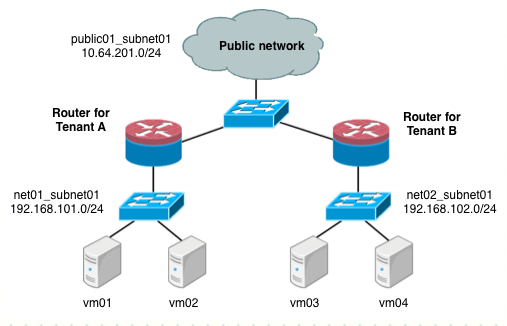 public01_subnet01
10.64.201.0/24
Public network
Router for
Tenant A
Router for
Tenant B
net01_subnet01
192.168.101.0/24
net02_subnet01
192.168.102.0/24
vm01
vm02
vm03
vm04